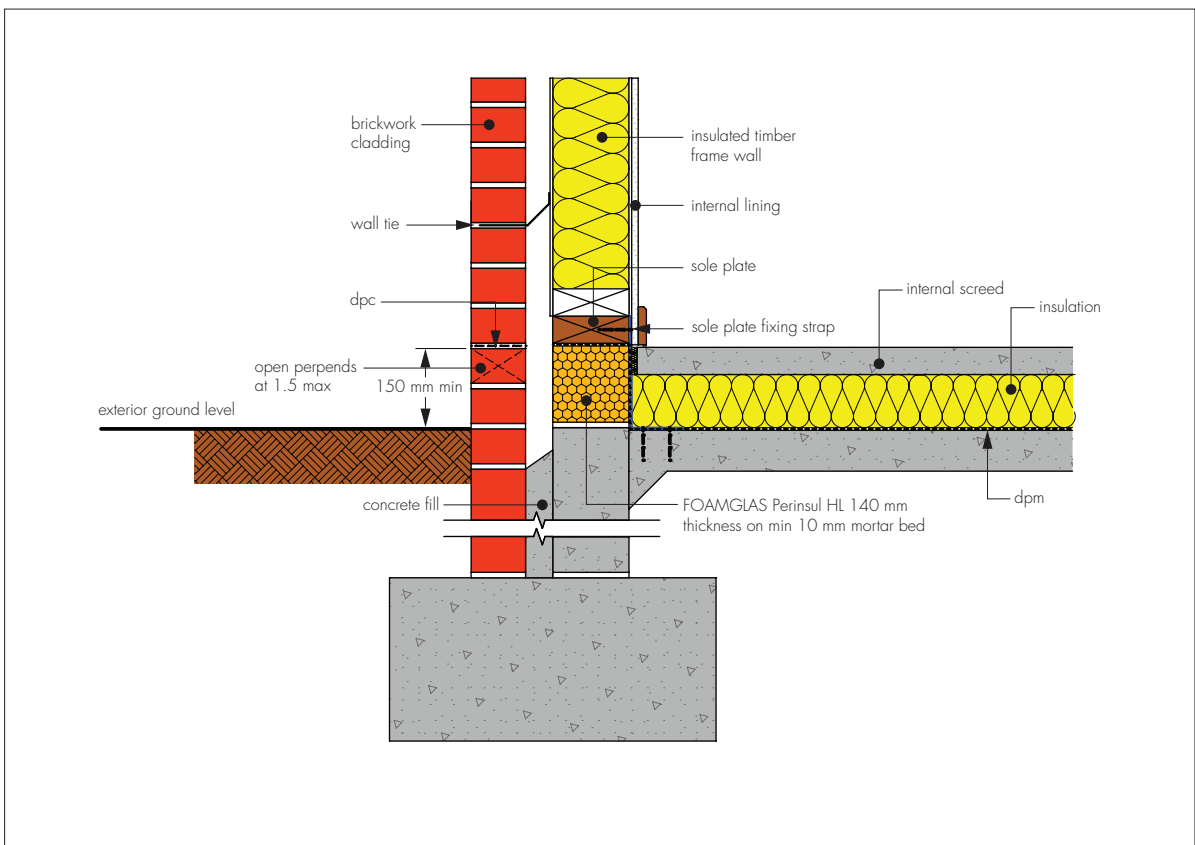 brickwork
cladding
insulated timber
frame wall
wall tie
internal lining
sole plate
internal screed
dpc
insulation
sole plate fixing strap
open perpends
at 1.5 max
150 mm min
exterior ground level
concrete fill
FOAMGLAS Perinsul HL 140 mm
thickness on min 10 mm mortar bed
dpm